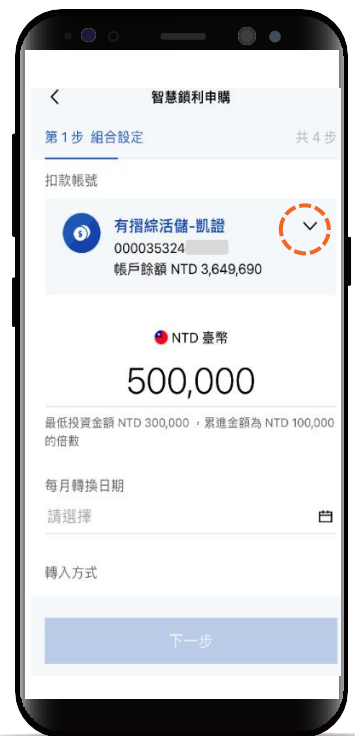 智慧鎖利申購
第1步 組合設定
共4步
扣款帳號
有摺綜活儲-凱證
000035324
帳戶餘額 NTD 3,649,690
NTD 臺幣
500,000
最低投資金額 NTD 300,000，累進金額為 NTD 100,000
的倍數
每月轉換日期
請選擇
轉入方式
下一步